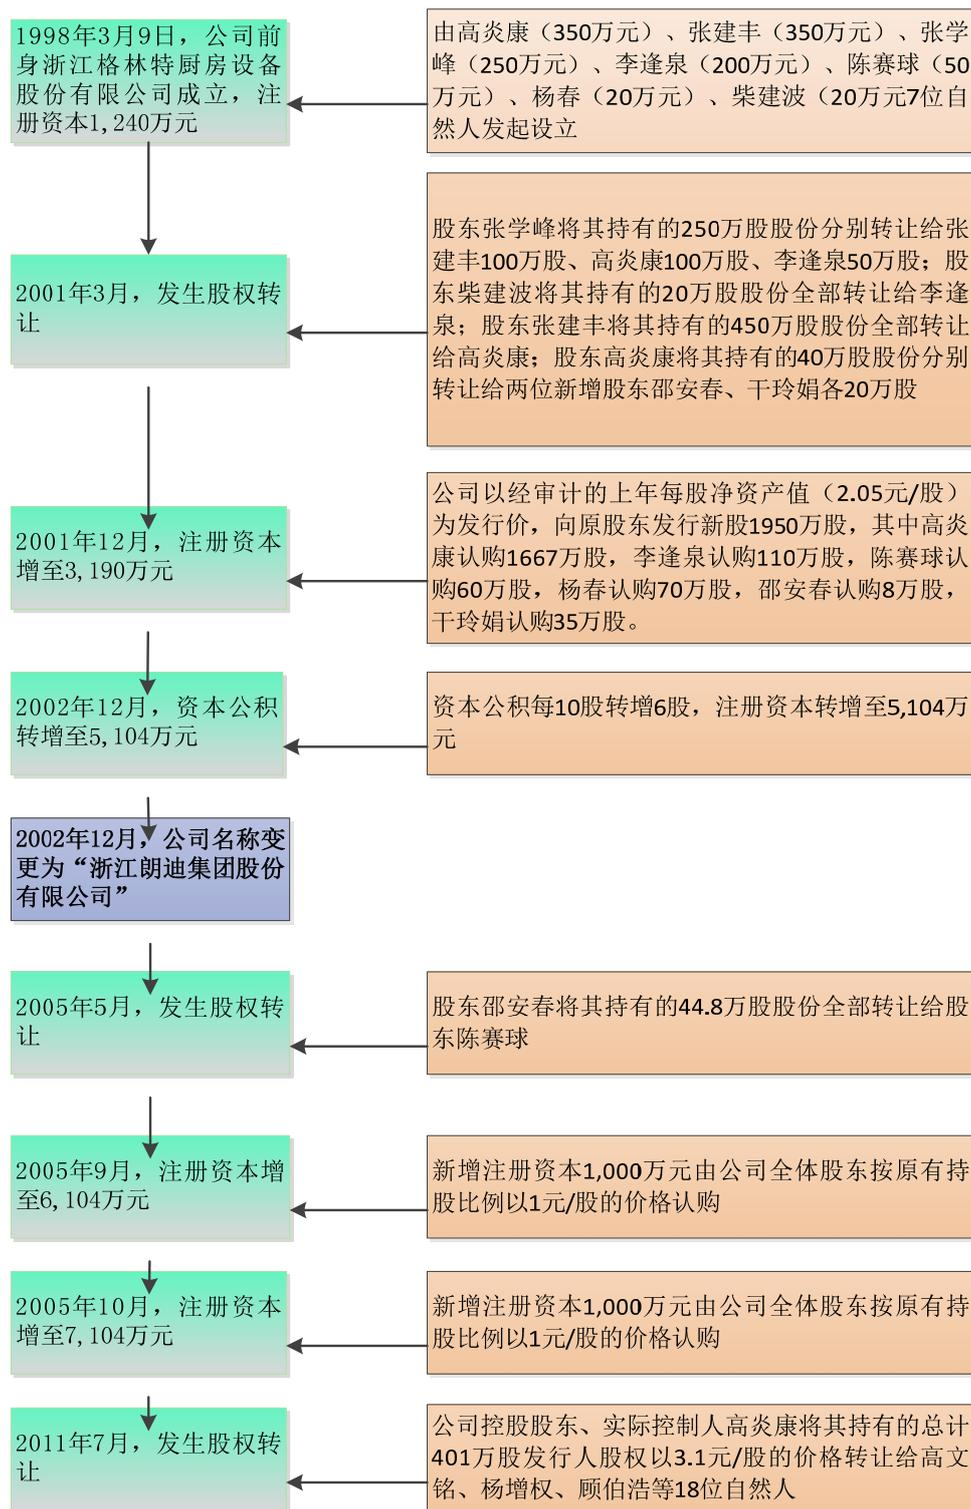 1998年3月9日，公司前
身浙江格林特厨房设备
股份有限公司成立，注
册资本1,240万元
由高炎康（350万元）、张建丰（350万元）、张学
峰（250万元）、李逢泉（200万元）、陈赛球（50
万元）、杨春（20万元）、柴建波（20万元7位自
然人发起设立
2001年3月，发生股权转
让
股东张学峰将其持有的250万股股份分别转让给张
建丰100万股、高炎康100万股、李逢泉50万股；股
东柴建波将其持有的20万股股份全部转让给李逢
泉；股东张建丰将其持有的450万股股份全部转让
给高炎康；股东高炎康将其持有的40万股股份分别
转让给两位新增股东邵安春、干玲娟各20万股
2001年12月，注册资本
增至3,190万元
公司以经审计的上年每股净资产值（2.05元/股）
为发行价，向原股东发行新股1950万股，其中高炎
康认购1667万股，李逢泉认购110万股，陈赛球认
购60万股，杨春认购70万股，邵安春认购8万股，
干玲娟认购35万股。
2002年12月，资本公积
转增至5,104万元
资本公积每10股转增6股，注册资本转增至5,104万
元
2002年12月，公司名称变
更为“浙江朗迪集团股份
有限公司”
2005年5月，发生股权转
让
股东邵安春将其持有的44.8万股股份全部转让给股
东陈赛球
2005年9月，注册资本增
至6,104万元
新增注册资本1,000万元由公司全体股东按原有持
股比例以1元/股的价格认购
2005年10月，注册资本
增至7,104万元
新增注册资本1,000万元由公司全体股东按原有持
股比例以1元/股的价格认购
2011年7月，发生股权转
让
公司控股股东、实际控制人高炎康将其持有的总计
401万股发行人股权以3.1元/股的价格转让给高文
铭、杨增权、顾伯浩等18位自然人